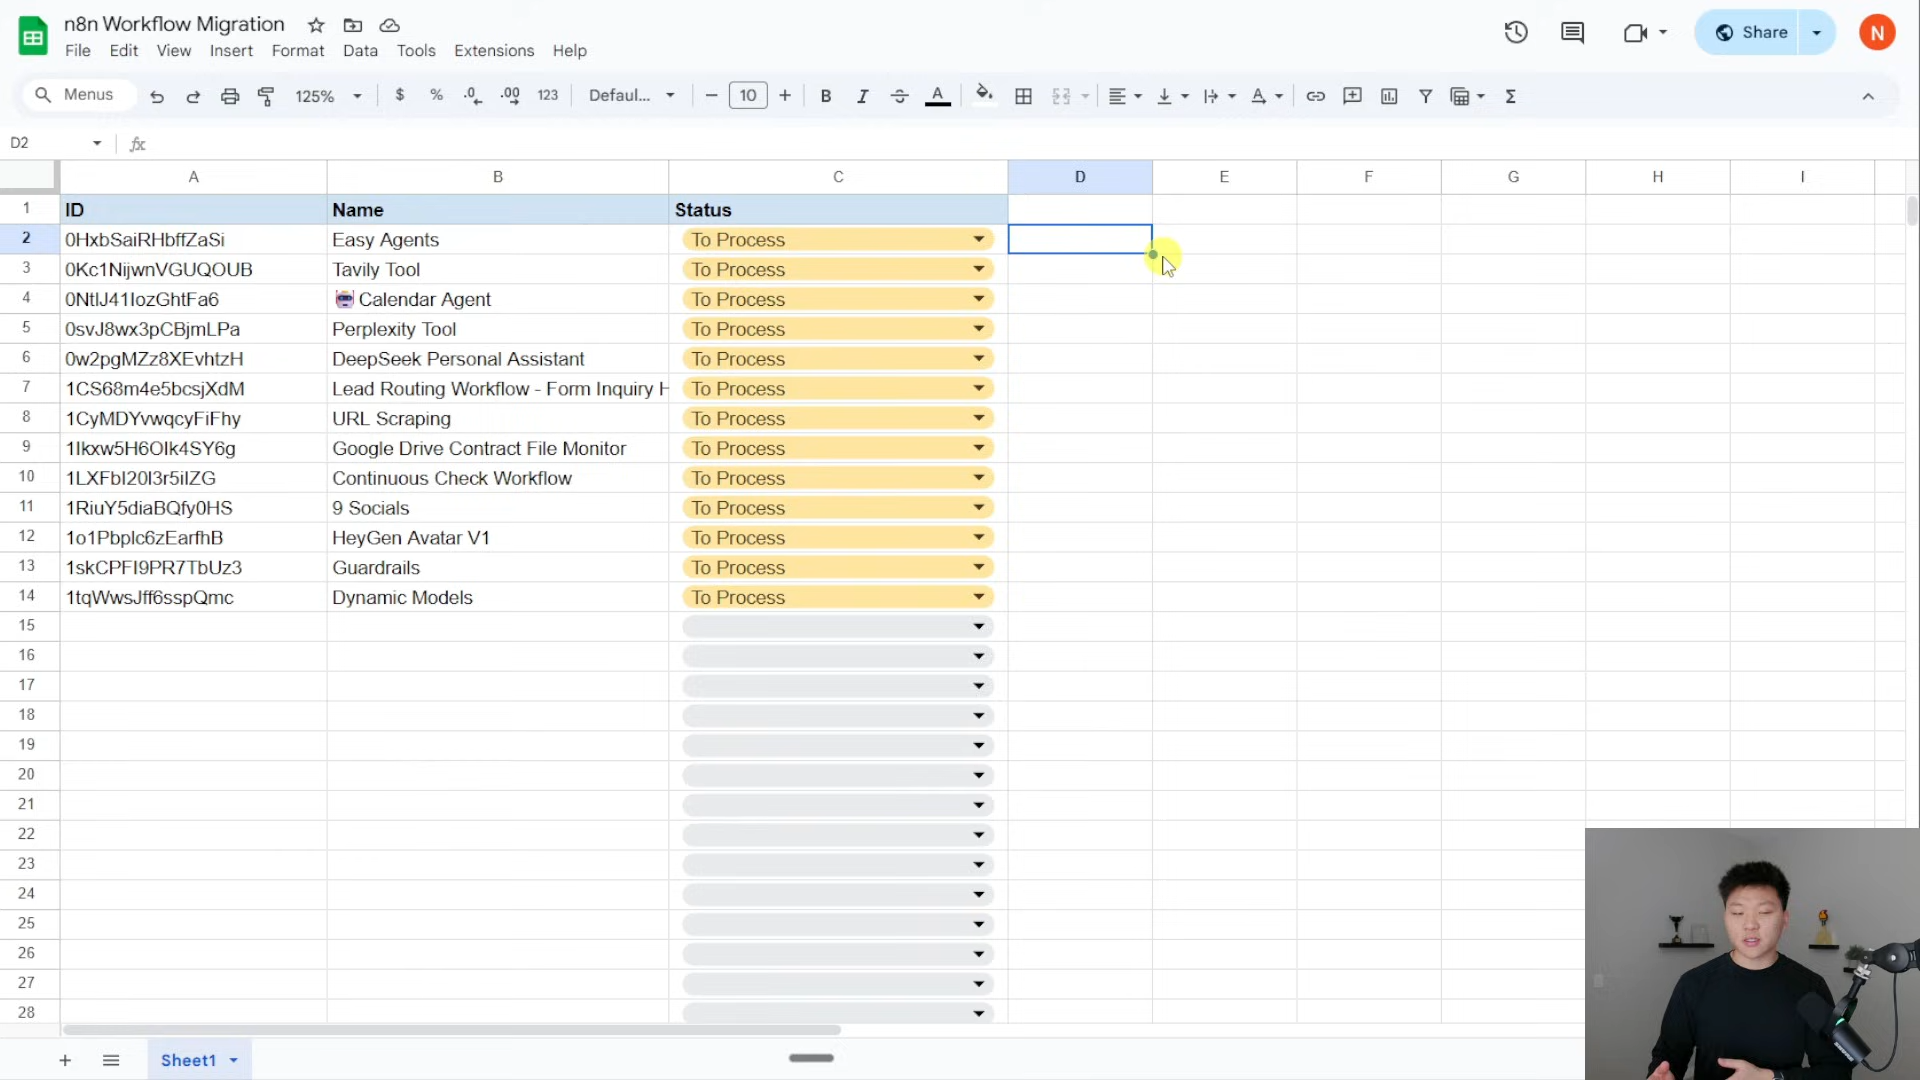 n8n Workflow Migration
File Edit View Insert Format Data Tools Extensions Help
Share
N
Menus
125%
$ % .0 .00 123
Defaul...
10
B I A
D2
fx
A B C D E F G H I
1 ID Name Status
2 0HxbSaiRHbffZaSi Easy Agents To Process
3 0Kc1NijwnVGUQOUB Tavily Tool To Process
4 0NtlJ41IozGhtFa6 Calendar Agent To Process
5 0svJ8wx3pCBjmLPa Perplexity Tool To Process
6 0w2pgMZz8XEvhtzH DeepSeek Personal Assistant To Process
7 1CS68m4e5bcsjXdM Lead Routing Workflow - Form Inquiry H To Process
8 1CyMDYvwqcyFiFhy URL Scraping To Process
9 1Ikxw5H6OIk4SY6g Google Drive Contract File Monitor To Process
10 1LXFbI20I3r5iIZG Continuous Check Workflow To Process
11 1RiuY5diaBQfy0HS 9 Socials To Process
12 1o1Pbplc6zEarfhB HeyGen Avatar V1 To Process
13 1skCPFI9PR7TbUz3 Guardrails To Process
14 1tqWwsJff6sspQmc Dynamic Models To Process
15
16
17
18
19
20
21
22
23
24
25
26
27
28
Sheet1